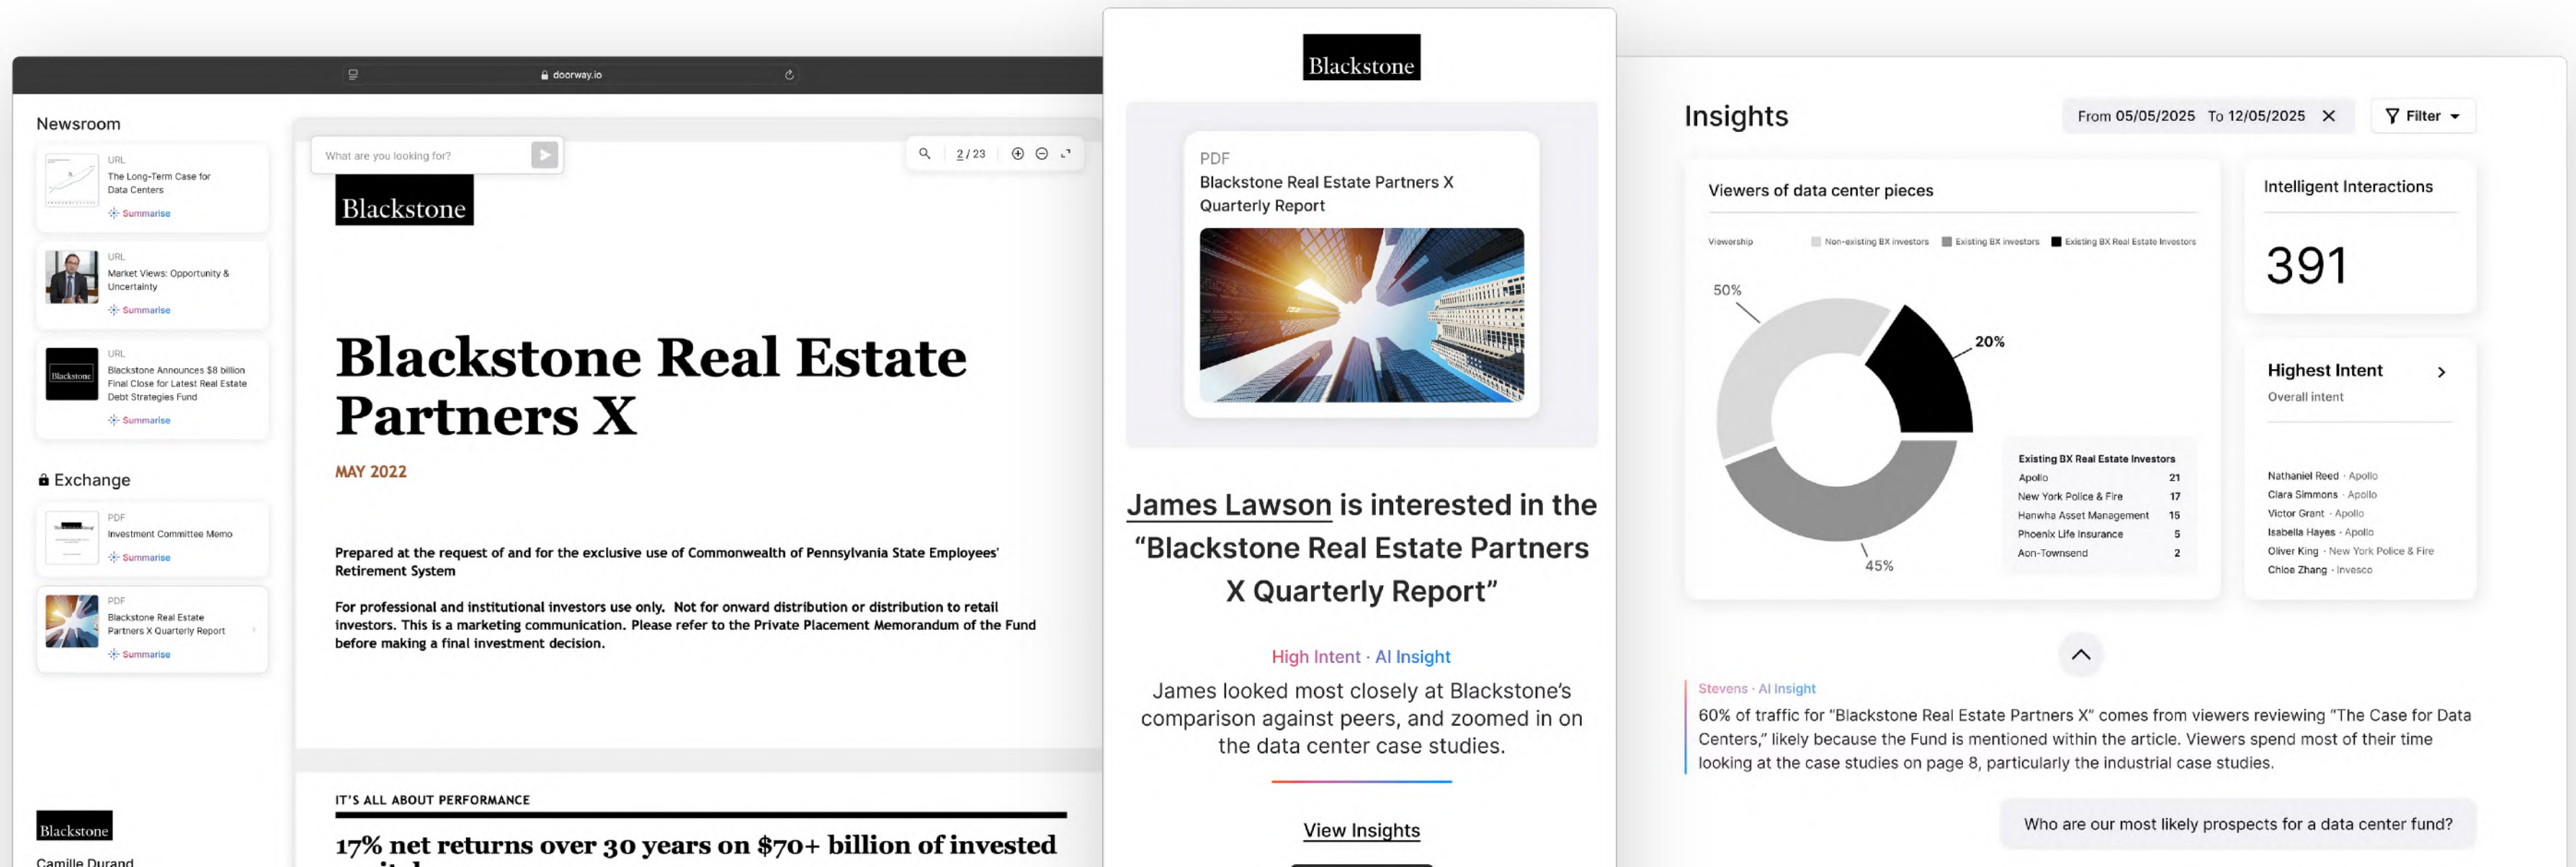 doorway.io
Newsroom
URL
The Long-Term Case for
Data Centers
Summarise
URL
Market Views: Opportunity &
Uncertainty
Summarise
Blackstone
URL
Blackstone Announces $8 billion
Final Close for Latest Real Estate
Debt Strategies Fund
Summarise
Exchange
PDF
Investment Committee Memo
Summarise
PDF
Blackstone Real Estate
Partners X Quarterly Report
Summarise
Blackstone
Camille Durand
What are you looking for?
2 / 23
Blackstone
Blackstone Real Estate
Partners X
MAY 2022
Prepared at the request of and for the exclusive use of Commonwealth of Pennsylvania State Employees'
Retirement System
For professional and institutional investors use only. Not for onward distribution or distribution to retail
investors. This is a marketing communication. Please refer to the Private Placement Memorandum of the Fund
before making a final investment decision.
IT'S ALL ABOUT PERFORMANCE
17% net returns over 30 years on $70+ billion of invested
Blackstone
PDF
Blackstone Real Estate Partners X
Quarterly Report
James Lawson is interested in the
“Blackstone Real Estate Partners
X Quarterly Report”
High Intent · AI Insight
James looked most closely at Blackstone’s
comparison against peers, and zoomed in on
the data center case studies.
View Insights
Insights
From 05/05/2025 To 12/05/2025
Filter
Viewers of data center pieces
Viewership
Non-existing BX investors
Existing BX investors
Existing BX Real Estate Investors
50%
20%
45%
Existing BX Real Estate Investors
Apollo 21
New York Police & Fire 17
Hanwha Asset Management 15
Phoenix Life Insurance 5
Aon-Townsend 2
Intelligent Interactions
391
Highest Intent
Overall intent
Nathaniel Reed · Apollo
Clara Simmons · Apollo
Victor Grant · Apollo
Isabella Hayes · Apollo
Oliver King · New York Police & Fire
Chloe Zhang · Invesco
Stevens · AI Insight
60% of traffic for “Blackstone Real Estate Partners X” comes from viewers reviewing “The Case for Data
Centers,” likely because the Fund is mentioned within the article. Viewers spend most of their time
looking at the case studies on page 8, particularly the industrial case studies.
Who are our most likely prospects for a data center fund?